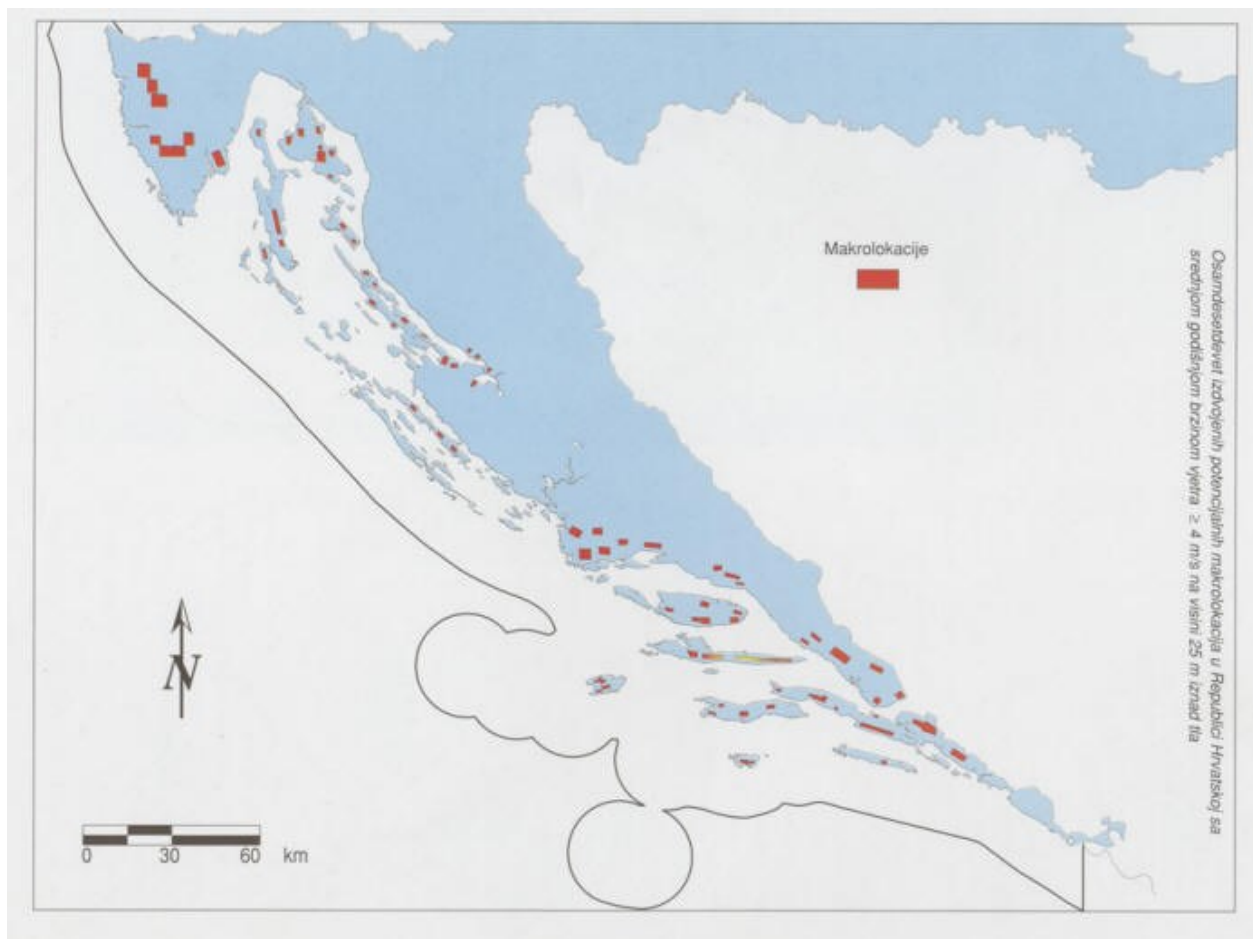 Makrolokacije
Osamdesetdevet izdvojenih potencijalnih makrolokacija u Republici Hrvatskoj sa
srednjom godišnjom brzinom vjetra ≥ 4 m/s na visini 25 m iznad tla
N
0 30 60 km